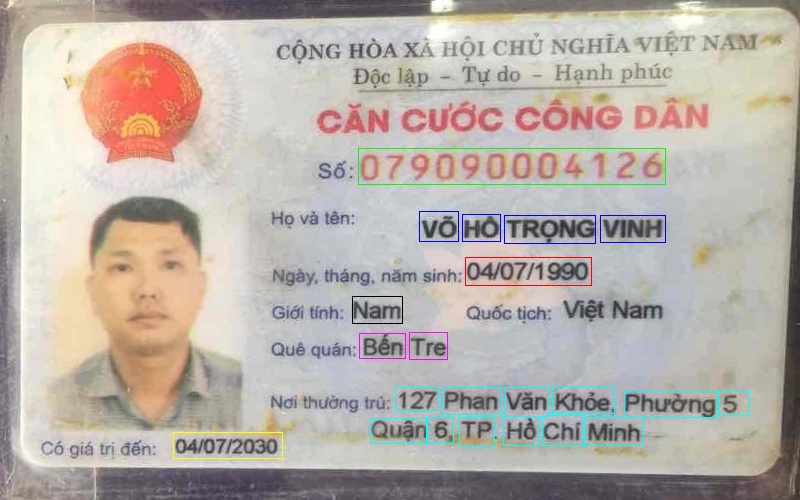 CỘNG HÒA XÃ HỘI CHỦ NGHĨA VIỆT NAM
Độc lập - Tự do - Hạnh phúc
CĂN CƯỚC CÔNG DÂN
Số: 079090004126
Họ và tên: VÕ HỒ TRỌNG VINH
Ngày, tháng, năm sinh: 04/07/1990
Giới tính: Nam Quốc tịch: Việt Nam
Quê quán: Bến Tre
Nơi thường trú: 127 Phan Văn Khỏe, Phường 5
Quận 6, TP. Hồ Chí Minh
Có giá trị đến: 04/07/2030